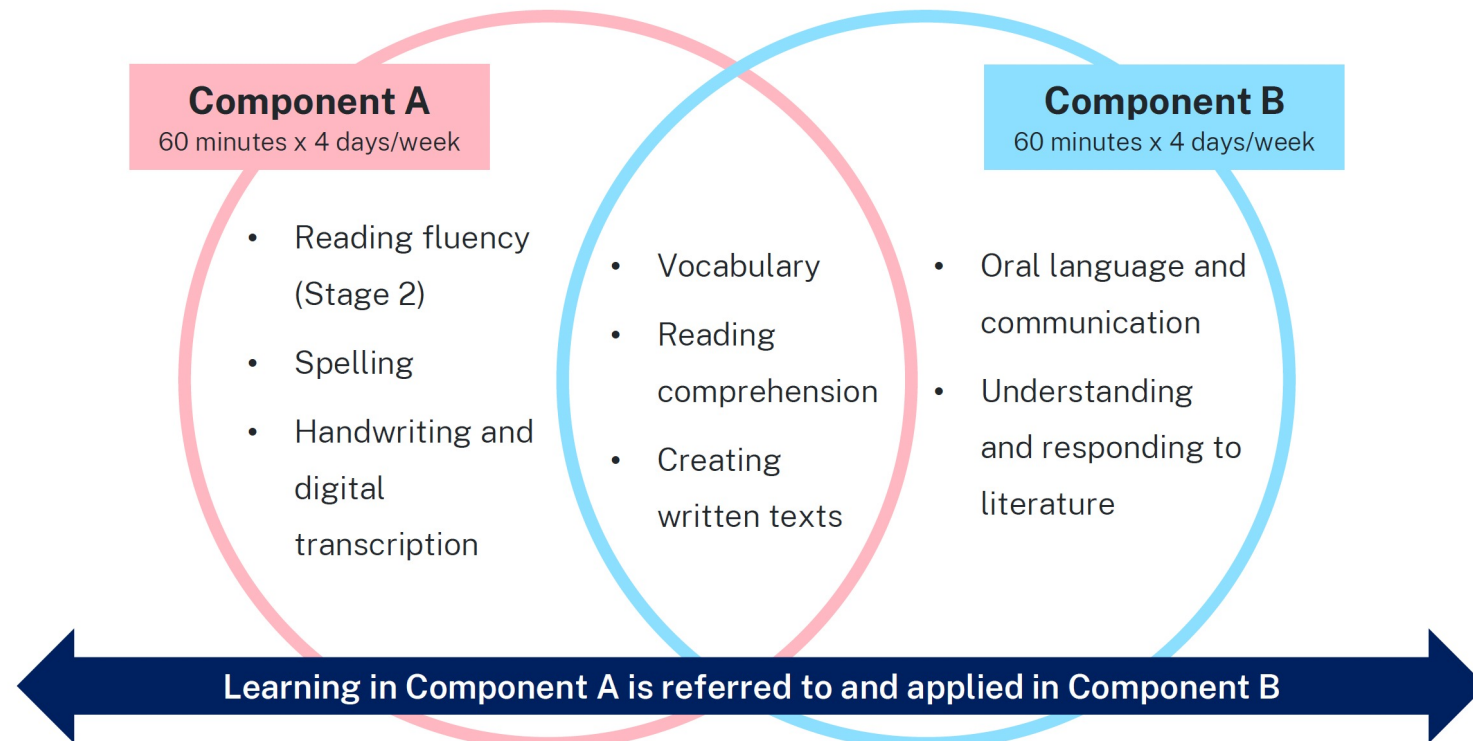 Component A
60 minutes x 4 days/week
• Reading fluency
(Stage 2)
• Spelling
• Handwriting and
digital
transcription
• Vocabulary
• Reading
comprehension
• Creating
written texts
Component B
60 minutes x 4 days/week
• Oral language and
communication
• Understanding
and responding to
literature
Learning in Component A is referred to and applied in Component B